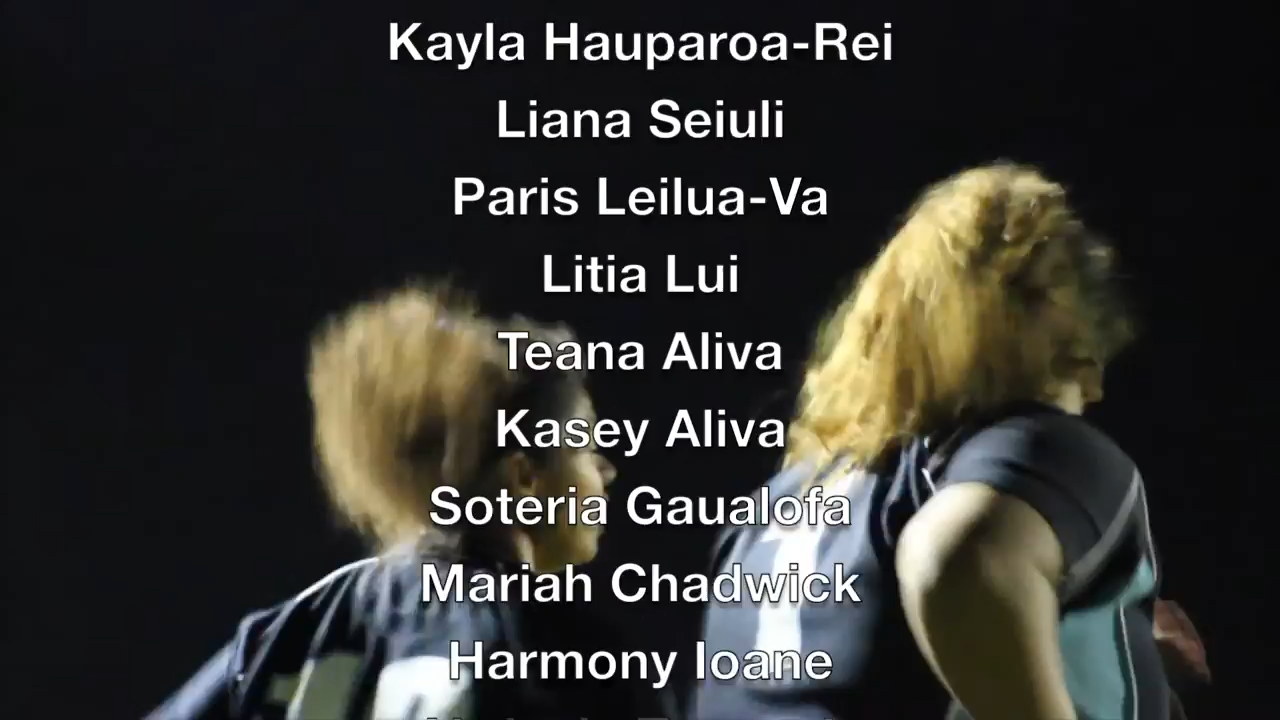 Kayla Hauparoa-Rei
Liana Seiuli
Paris Leilua-Va
Litia Lui
Teana Aliva
Kasey Aliva
Soteria Gaualofa
Mariah Chadwick
Harmony Ioane